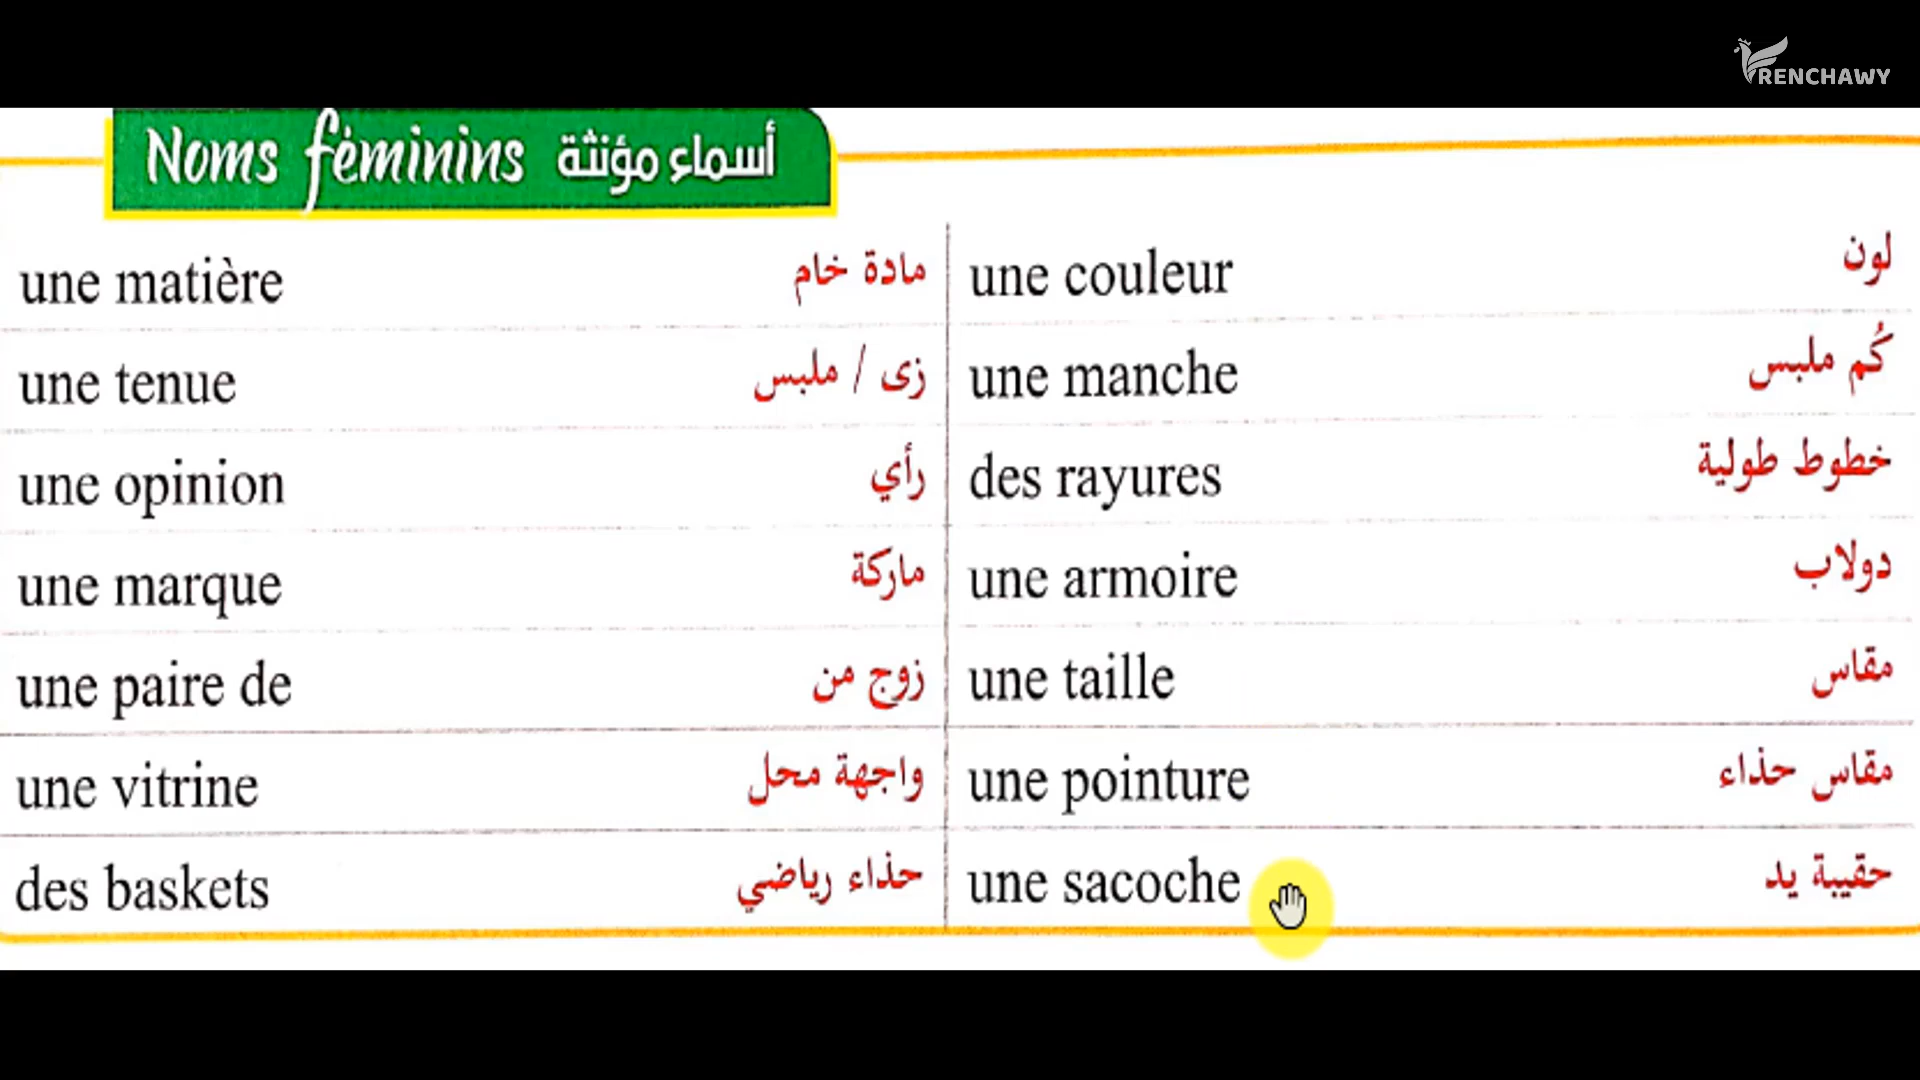 RENCHAWY
Noms féminins أسماء مؤنثة
une matière مادة خام une couleur لون
une tenue زى / ملبس une manche كُم ملبس
une opinion رأي des rayures خطوط طولية
une marque ماركة une armoire دولاب
une paire de زوج من une taille مقاس
une vitrine واجهة محل une pointure مقاس حذاء
des baskets حذاء رياضي une sacoche حقيبة يد